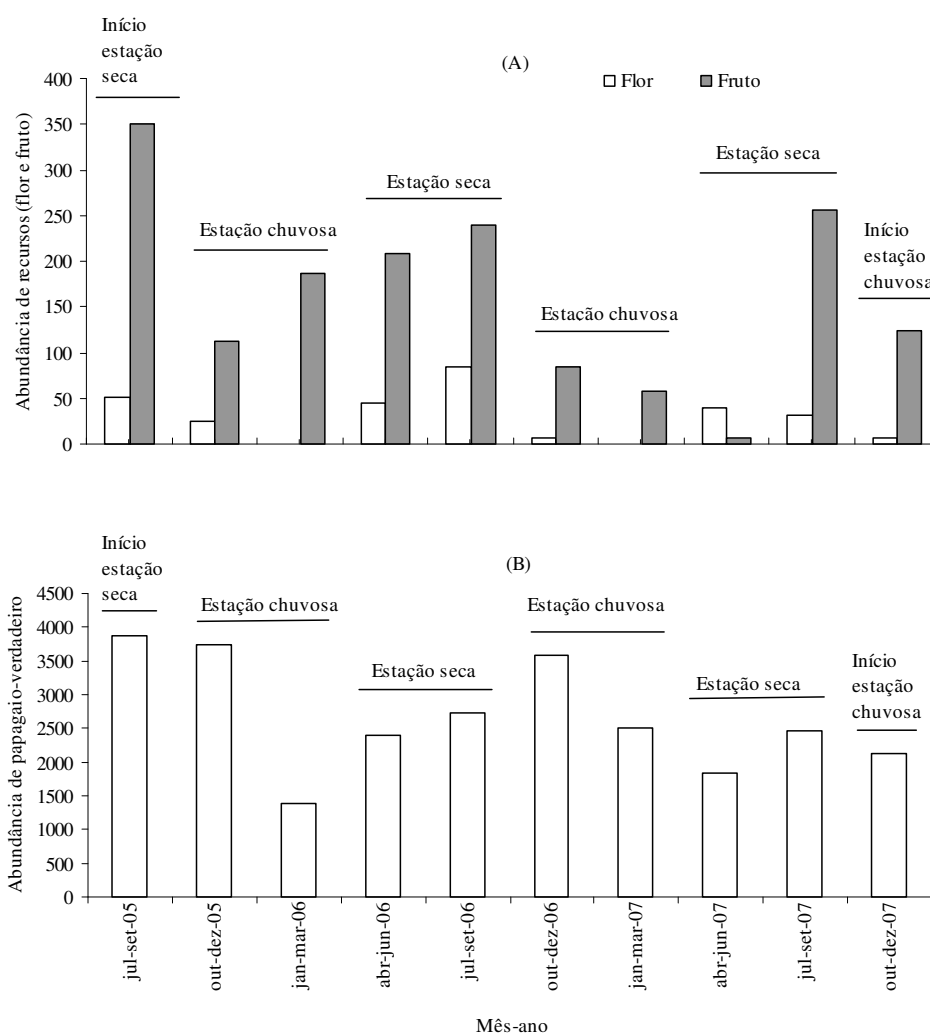 Início
estação
seca
(A)
Flor
Fruto
400
350
300
250
200
150
100
50
0
Abundância de recursos (flor e fruto)
Estação chuvosa
Estação seca
Estacão chuvosa
Estação seca
Início
estação
chuvosa
Início
estação
seca
(B)
4500
4000
3500
3000
2500
2000
1500
1000
500
0
Abundância de papagaio-verdadeiro
Estação chuvosa
Estação seca
Estação chuvosa
Estação seca
Início
estação
chuvosa
jul-set-05
out-dez-05
jan-mar-06
abr-jun-06
jul-set-06
out-dez-06
jan-mar-07
abr-jun-07
jul-set-07
out-dez-07
Mês-ano